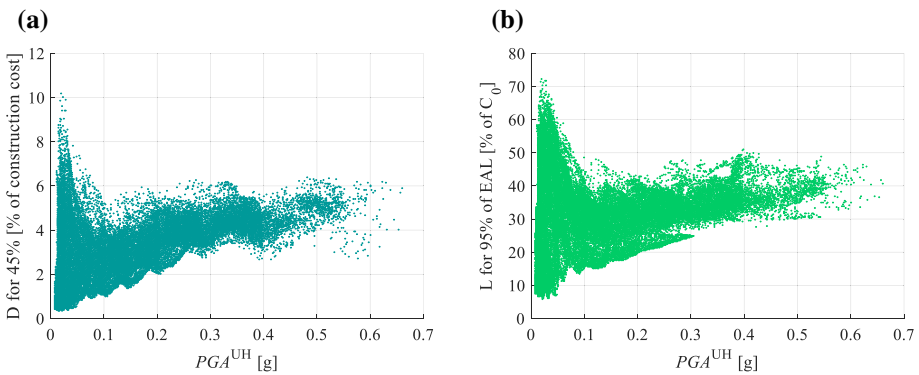 (a)
D for 45% [% of construction cost]
12
10
8
6
4
2
0
0 0.1 0.2 0.3 0.4 0.5 0.6 0.7
PGA^UH [g]
(b)
L for 95% of EAL [% of C_0]
80
70
60
50
40
30
20
10
0
0 0.1 0.2 0.3 0.4 0.5 0.6 0.7
PGA^UH [g]